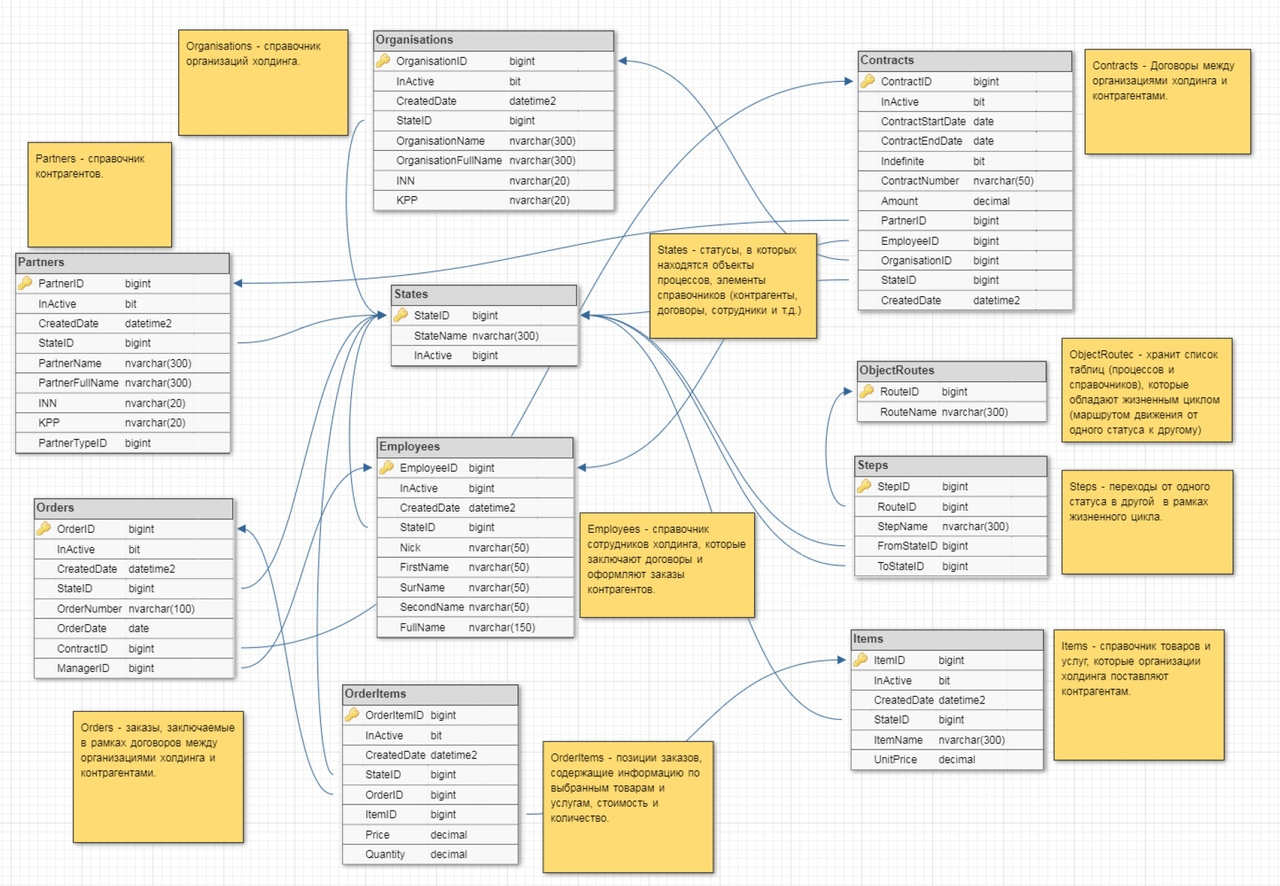 Organisations - справочник
организаций холдинга.
Organisations
OrganisationID bigint
InActive bit
CreatedDate datetime2
StateID bigint
OrganisationName nvarchar(300)
OrganisationFullName nvarchar(300)
INN nvarchar(20)
KPP nvarchar(20)
Contracts
ContractID bigint
InActive bit
ContractStartDate date
ContractEndDate date
Indefinite bit
ContractNumber nvarchar(50)
Amount decimal
PartnerID bigint
EmployeeID bigint
OrganisationID bigint
StateID bigint
CreatedDate datetime2
Contracts - Договоры между
организациями холдинга и
контрагентами.
Partners - справочник
контрагентов.
Partners
PartnerID bigint
InActive bit
CreatedDate datetime2
StateID bigint
PartnerName nvarchar(300)
PartnerFullName nvarchar(300)
INN nvarchar(20)
KPP nvarchar(20)
PartnerTypeID bigint
States
StateID bigint
StateName nvarchar(300)
InActive bigint
States - статусы, в которых
находятся объекты
процессов, элементы
справочников (контрагенты,
договоры, сотрудники и т.д.)
ObjectRoutes
RouteID bigint
RouteName nvarchar(300)
ObjectRoutec - хранит список
таблиц (процессов и
справочников), которые
обладают жизненным циклом
(маршрутом движения от
одного статуса к другому)
Employees
EmployeeID bigint
InActive bigint
CreatedDate datetime2
StateID bigint
Nick nvarchar(50)
FirstName nvarchar(50)
SurName nvarchar(50)
SecondName nvarchar(50)
FullName nvarchar(150)
Steps
StepID bigint
RouteID bigint
StepName nvarchar(300)
FromStateID bigint
ToStateID bigint
Steps - переходы от одного
статуса в другой в рамках
жизненного цикла.
Orders
OrderID bigint
InActive bit
CreatedDate datetime2
StateID bigint
OrderNumber nvarchar(100)
OrderDate date
ContractID bigint
ManagerID bigint
Employees - справочник
сотрудников холдинга, которые
заключают договоры и
оформляют заказы
контрагентов.
Items
ItemID bigint
InActive bit
CreatedDate datetime2
StateID bigint
ItemName nvarchar(300)
UnitPrice decimal
Items - справочник товаров и
услуг, которые организации
холдинга поставляют
контрагентам.
Orders - заказы, заключаемые
в рамках договоров между
организациями холдинга и
контрагентами.
OrderItems
OrderItemID bigint
InActive bit
CreatedDate datetime2
StateID bigint
OrderID bigint
ItemID bigint
Price decimal
Quantity decimal
OrderItems - позиции заказов,
содержащие информацию по
выбранным товарам и
услугам, стоимость и
количество.